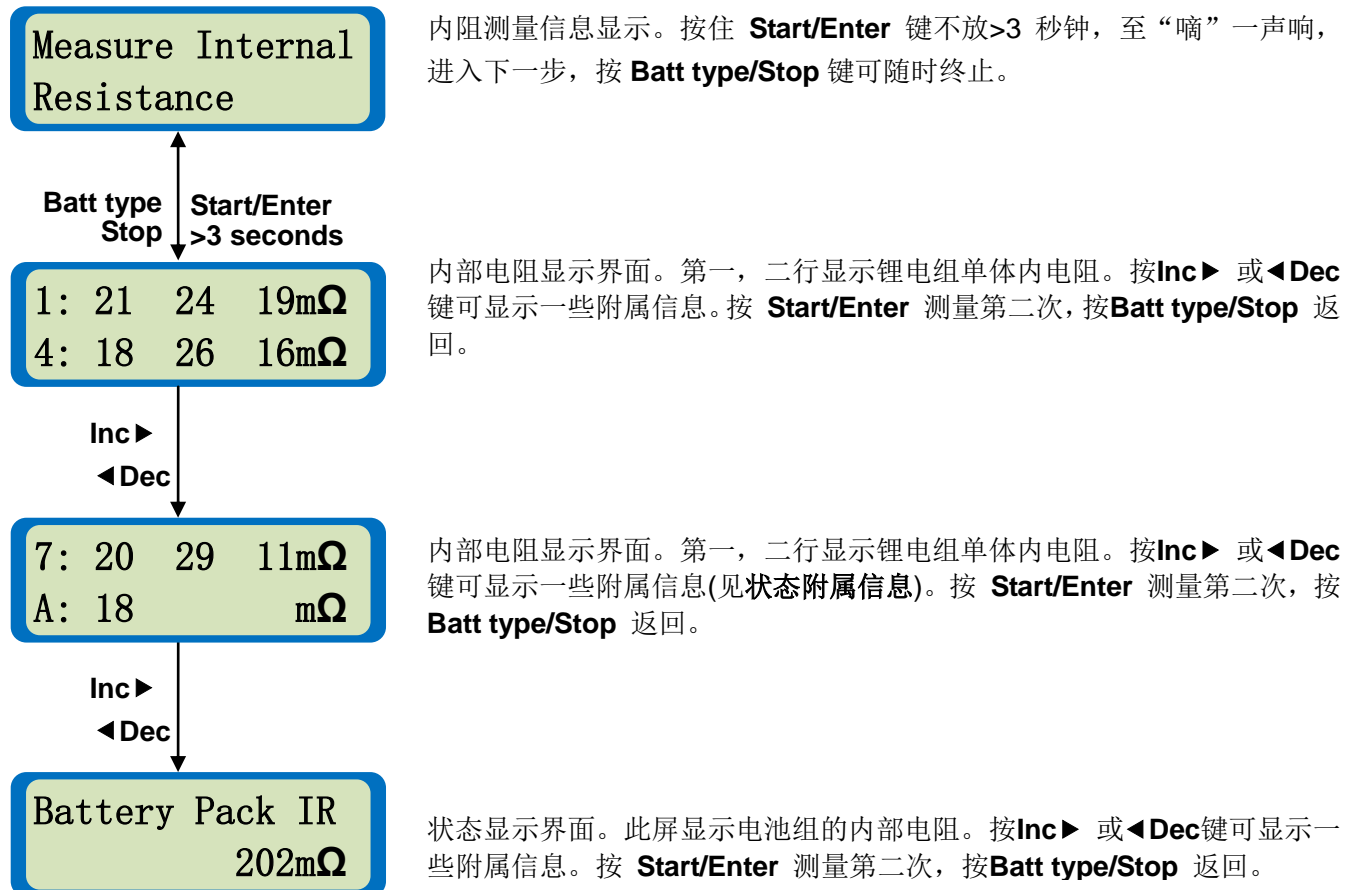 Measure Internal
Resistance
内阻测量信息显示。按住 Start/Enter 键不放>3 秒钟，至“嘀”一声响，
进入下一步，按 Batt type/Stop 键可随时终止。
Batt type
Stop
Start/Enter
>3 seconds
1: 21 24 19mΩ
4: 18 26 16mΩ
内部电阻显示界面。第一，二行显示锂电组单体内电阻。按Inc► 或◄Dec
键可显示一些附属信息。按 Start/Enter 测量第二次，按Batt type/Stop 返
回。
Inc►
◄Dec
7: 20 29 11mΩ
A: 18 mΩ
内部电阻显示界面。第一，二行显示锂电组单体内电阻。按Inc► 或◄Dec
键可显示一些附属信息(见状态附属信息)。按 Start/Enter 测量第二次，按
Batt type/Stop 返回。
Inc►
◄Dec
Battery Pack IR
202mΩ
状态显示界面。此屏显示电池组的内部电阻。按Inc► 或◄Dec键可显示一
些附属信息。按 Start/Enter 测量第二次，按Batt type/Stop 返回。